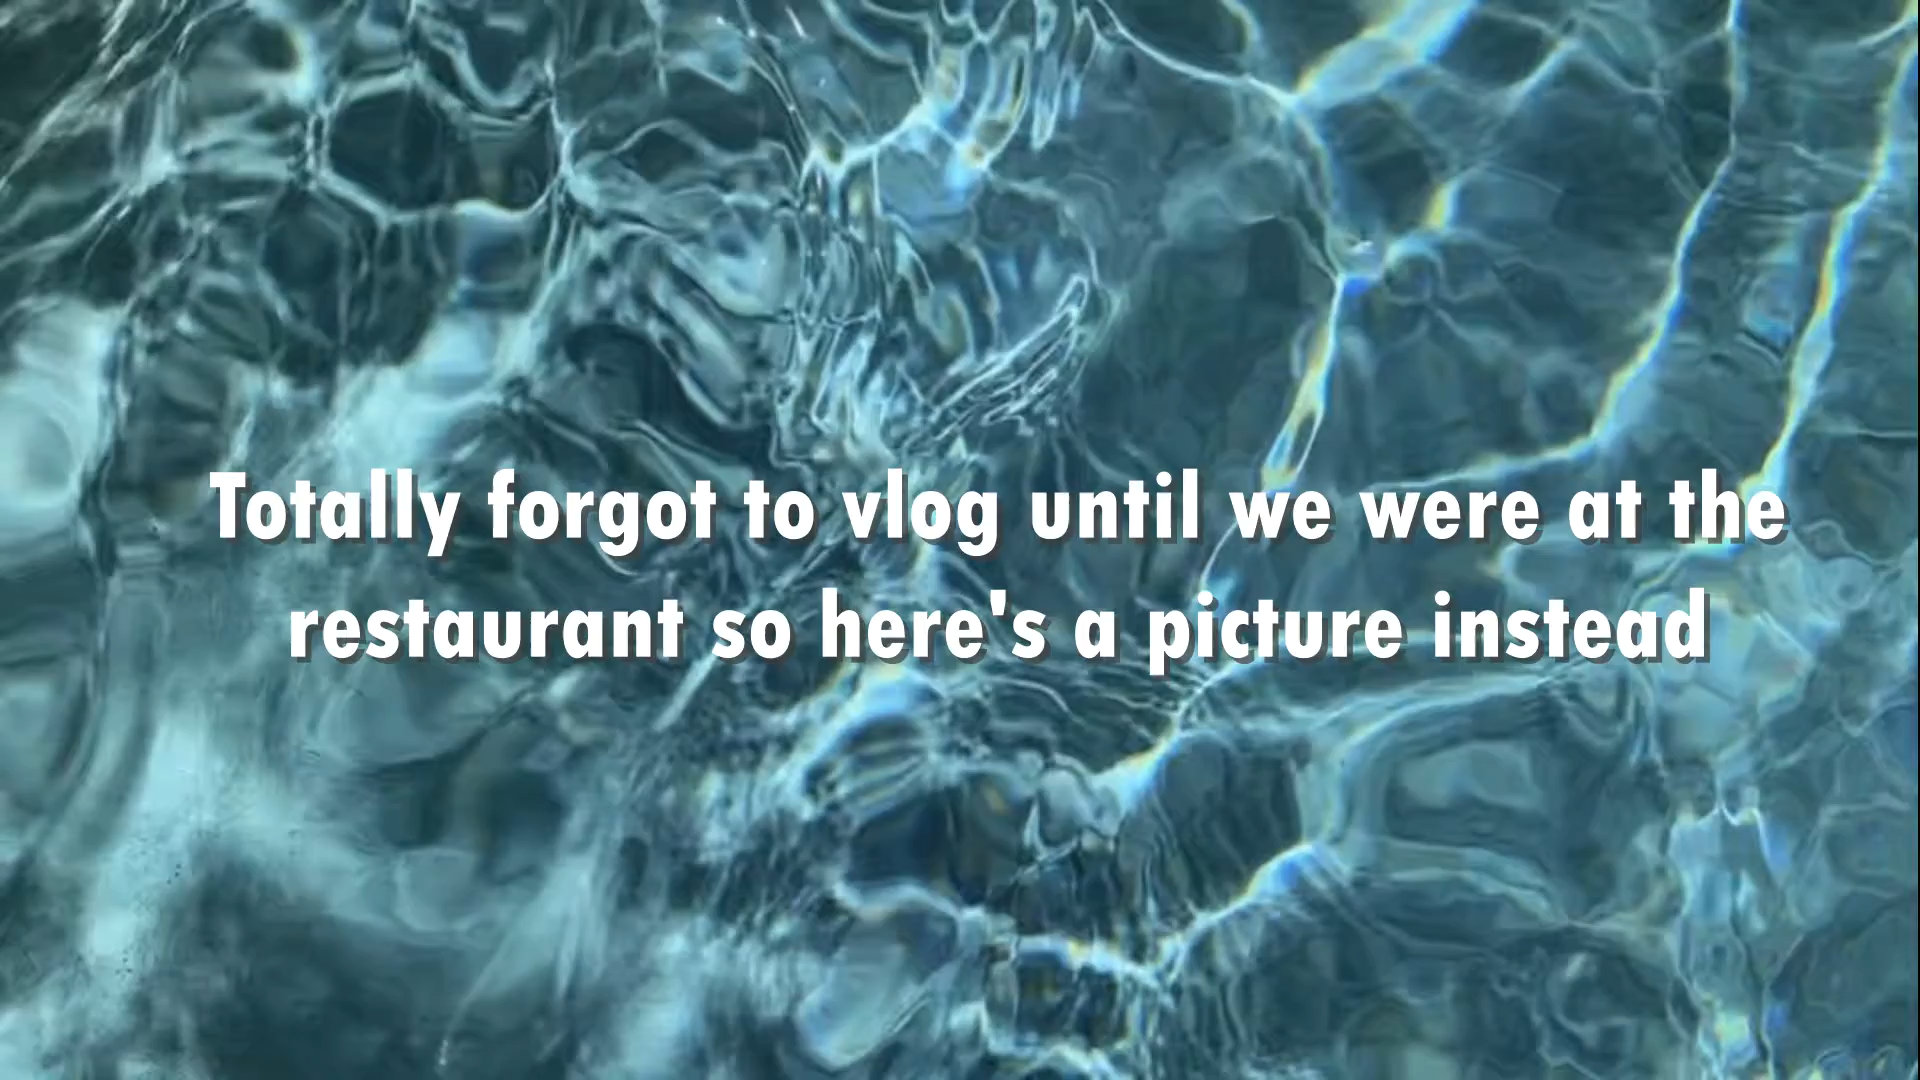 Totally forgot to vlog until we were at the
restaurant so here's a picture instead